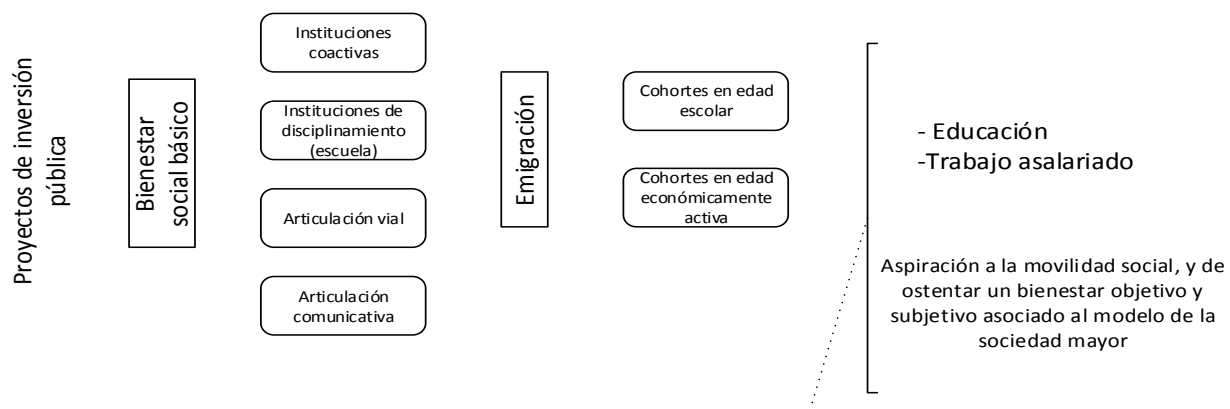 Proyectos de inversión
pública
Bienestar
social básico
Instituciones
coactivas
Instituciones de
disciplinamiento
(escuela)
Articulación vial
Articulación
comunicativa
Emigración
Cohortes en edad
escolar
Cohortes en edad
económicamente
activa
- Educación
-Trabajo asalariado
Aspiración a la movilidad social, y de
ostentar un bienestar objetivo y
subjetivo asociado al modelo de la
sociedad mayor